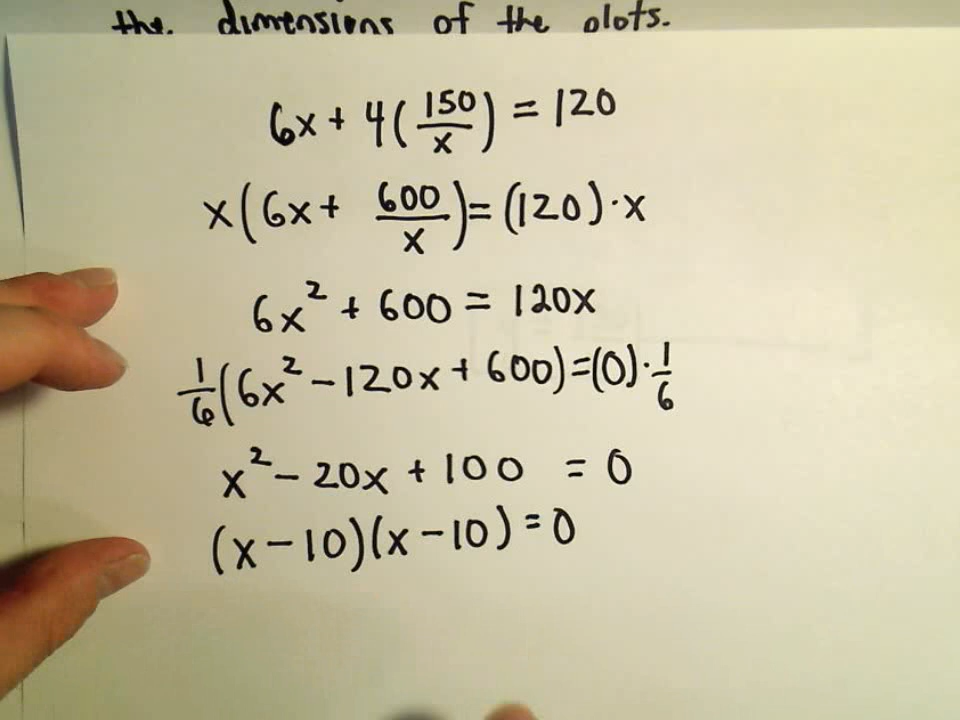 the. dimensions of the plots.
6x + 4(150/x) = 120
x(6x + 600/x) = (120)·x
6x² + 600 = 120x
1/6(6x² - 120x + 600) = (0)·1/6
x² - 20x + 100 = 0
(x - 10)(x - 10) = 0